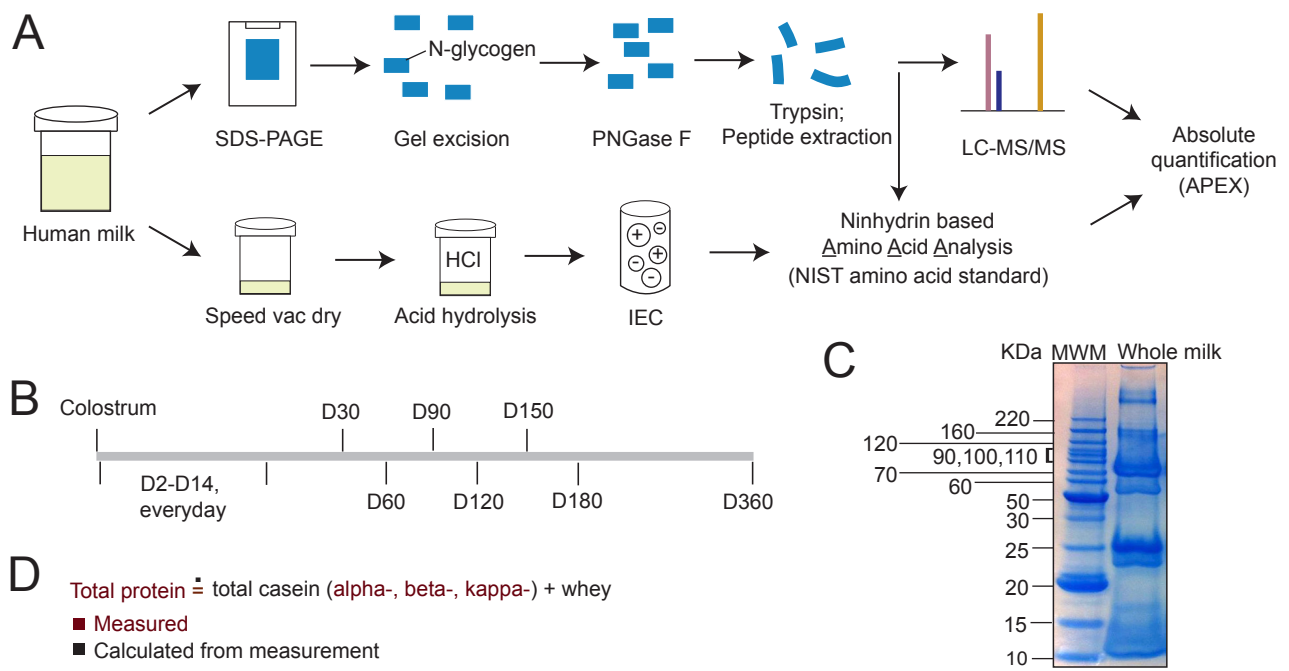 A
N-glycogen
SDS-PAGE
Gel excision
PNGase F
Trypsin;
Peptide extraction
LC-MS/MS
Absolute
quantification
(APEX)
Human milk
HCl
Speed vac dry
Acid hydrolysis
IEC
Ninhydrin based
Amino Acid Analysis
(NIST amino acid standard)
B
Colostrum
D30
D90
D150
D2-D14,
everyday
D60
D120
D180
D360
C
KDa MWM Whole milk
220
160
120
90,100,110
70
60
50
30
25
20
15
10
D
Total protein ≐ total casein (alpha-, beta-, kappa-) + whey
Measured
Calculated from measurement